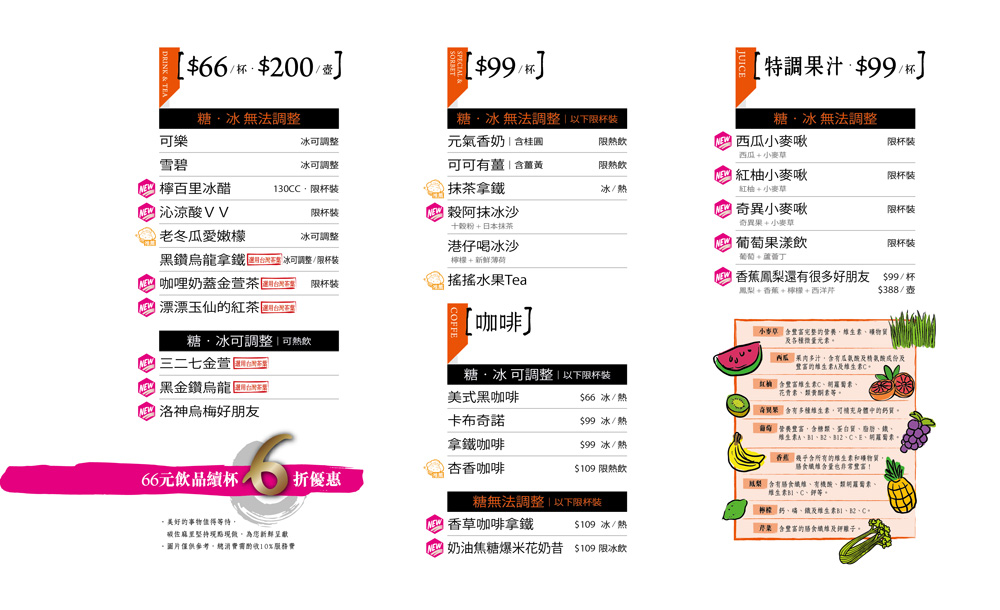 DRINK & TEA
[$66/杯 · $200/壺]
糖 · 冰 無法調整
可樂 冰可調整
雪碧 冰可調整
NEW 檸百里冰醋 130CC · 限杯裝
NEW 沁涼酸VV 限杯裝
老冬瓜愛嫩檬 冰可調整
黑鑽烏龍拿鐵 選用台灣茶葉 冰可調整/限杯裝
NEW 咖哩奶蓋金萱茶 選用台灣茶葉 限杯裝
NEW 漂漂玉仙的紅茶 選用台灣茶葉
糖 · 冰可調整 | 可熱飲
NEW 三二七金萱 選用台灣茶葉
NEW 黑金鑽烏龍 選用台灣茶葉
NEW 洛神烏梅好朋友
66元飲品續杯 6 折優惠
· 美好的事物值得等待，
碳佐麻里堅持現點現做，為您新鮮呈獻
· 圖片僅供參考，總消費需酌收10%服務費
SPECIAL & SORBET
[$99/杯]
糖 · 冰 無法調整 | 以下限杯裝
元氣香奶 | 含桂圓 限熱飲
可可有薑 | 含薑黃 限熱飲
抹茶拿鐵 冰/熱
NEW 穀阿抹冰沙
十穀粉+日本抹茶
港仔喝冰沙
檸檬+新鮮薄荷
搖搖水果Tea
COFFE
[咖啡]
糖 · 冰 可調整 | 以下限杯裝
美式黑咖啡 $66 冰/熱
卡布奇諾 $99 冰/熱
拿鐵咖啡 $99 冰/熱
杏香咖啡 $109 限熱飲
糖無法調整 | 以下限杯裝
NEW 香草咖啡拿鐵 $109 冰/熱
NEW 奶油焦糖爆米花奶昔 $109 限冰飲
JUICE
[特調果汁 · $99/杯]
糖 · 冰 無法調整
NEW 西瓜小麥啾 限杯裝
西瓜+小麥草
NEW 紅柚小麥啾 限杯裝
紅柚+小麥草
NEW 奇異小麥啾 限杯裝
奇異果+小麥草
NEW 葡萄果漾飲 限杯裝
葡萄+蘆薈丁
NEW 香蕉鳳梨還有很多好朋友 $99/杯
鳳梨+香蕉+檸檬+西洋芹 $388/壺
小麥草 含豐富完整的營養，維生素、礦物質
及各種微量元素。
西瓜 果肉多汁，含有瓜氨酸及精氨酸成份及
豐富的維生素A及維生素C。
紅柚 含豐富維生素C、胡蘿蔔素、
花青素、類黃酮素等。
奇異果 含有多種維生素，可補充身體中的鈣質。
葡萄 營養豐富，含糖類、蛋白質、脂肪、鐵、
維生素A、B1、B2、B12、C、E、胡蘿蔔素。
香蕉 幾乎含所有的維生素和礦物質，
膳食纖維含量也非常豐富！
鳳梨 含有膳食纖維、有機酸、類胡蘿蔔素、
維生素B1、C、鉀等。
檸檬 鈣、磷、鐵及維生素B1、B2、C。
芹菜 含豐富的膳食纖維及鉀離子。